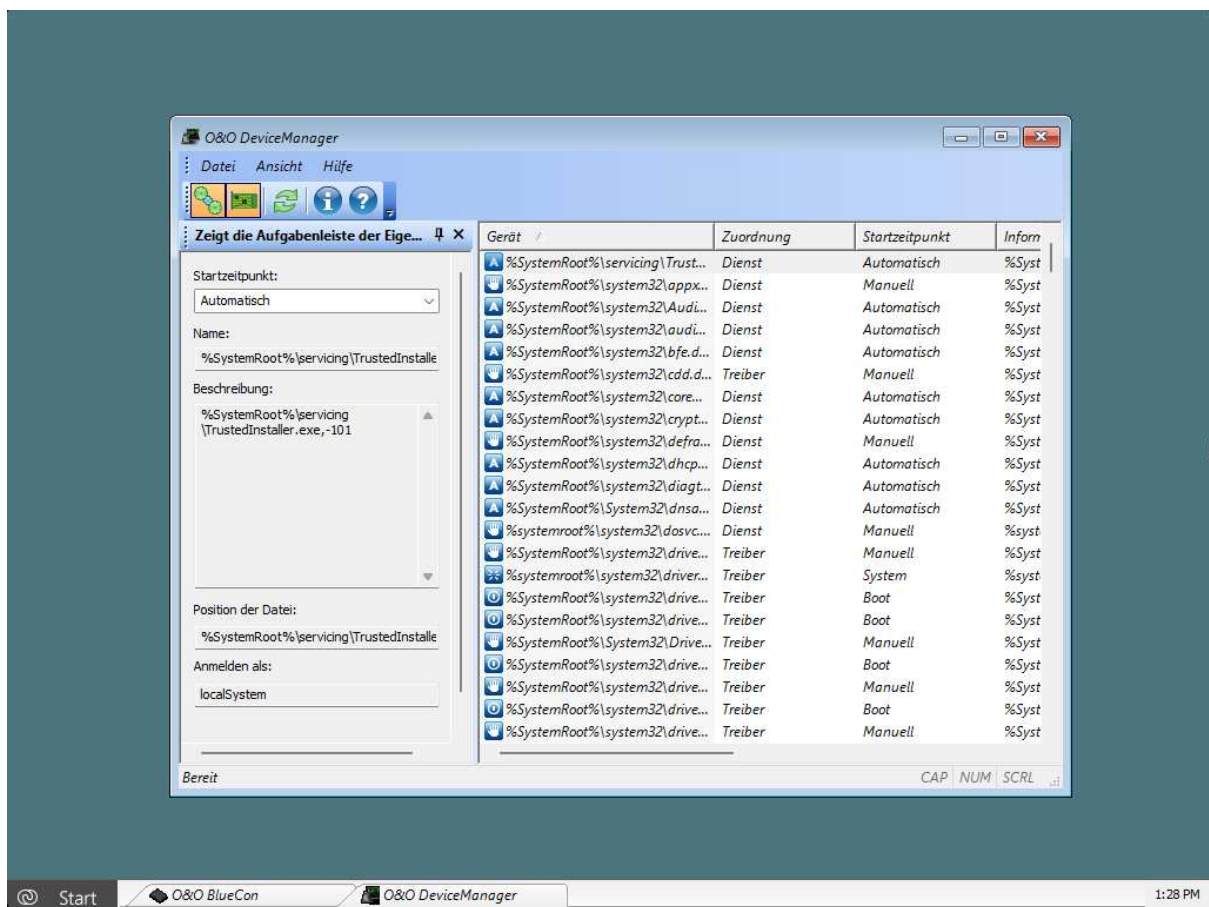 O&O DeviceManager
Datei Ansicht Hilfe
Zeigt die Aufgabenleiste der Eige...
Startzeitpunkt:
Automatisch
Name:
%SystemRoot%\servicing\TrustedInstalle
Beschreibung:
%SystemRoot%\servicing
\TrustedInstaller.exe,-101
Position der Datei:
%SystemRoot%\servicing\TrustedInstalle
Anmelden als:
localSystem
Gerät Zuordnung Startzeitpunkt Inform
%SystemRoot%\servicing\Trust... Dienst Automatisch %Syst
%SystemRoot%\system32\appx... Dienst Manuell %Syst
%SystemRoot%\system32\Audi... Dienst Automatisch %Syst
%SystemRoot%\system32\audi... Dienst Automatisch %Syst
%SystemRoot%\system32\bfe.d... Dienst Automatisch %Syst
%SystemRoot%\system32\cdd.d... Treiber Manuell %Syst
%SystemRoot%\system32\core... Dienst Automatisch %Syst
%SystemRoot%\system32\crypt... Dienst Automatisch %Syst
%SystemRoot%\system32\defra... Dienst Manuell %Syst
%SystemRoot%\system32\dhcp... Dienst Automatisch %Syst
%SystemRoot%\system32\diagt... Dienst Automatisch %Syst
%SystemRoot%\System32\dnsa... Dienst Automatisch %Syst
%systemroot%\system32\dosvc.... Dienst Manuell %syst
%SystemRoot%\system32\drive... Treiber Manuell %Syst
%systemroot%\system32\driver... Treiber System %syst
%SystemRoot%\system32\drive... Treiber Boot %Syst
%SystemRoot%\system32\drive... Treiber Boot %Syst
%SystemRoot%\System32\Drive... Treiber Manuell %Syst
%SystemRoot%\system32\drive... Treiber Boot %Syst
%SystemRoot%\system32\drive... Treiber Manuell %Syst
%SystemRoot%\system32\drive... Treiber Boot %Syst
%SystemRoot%\system32\drive... Treiber Manuell %Syst
Bereit CAP NUM SCRL
Start O&O BlueCon O&O DeviceManager 1:28 PM